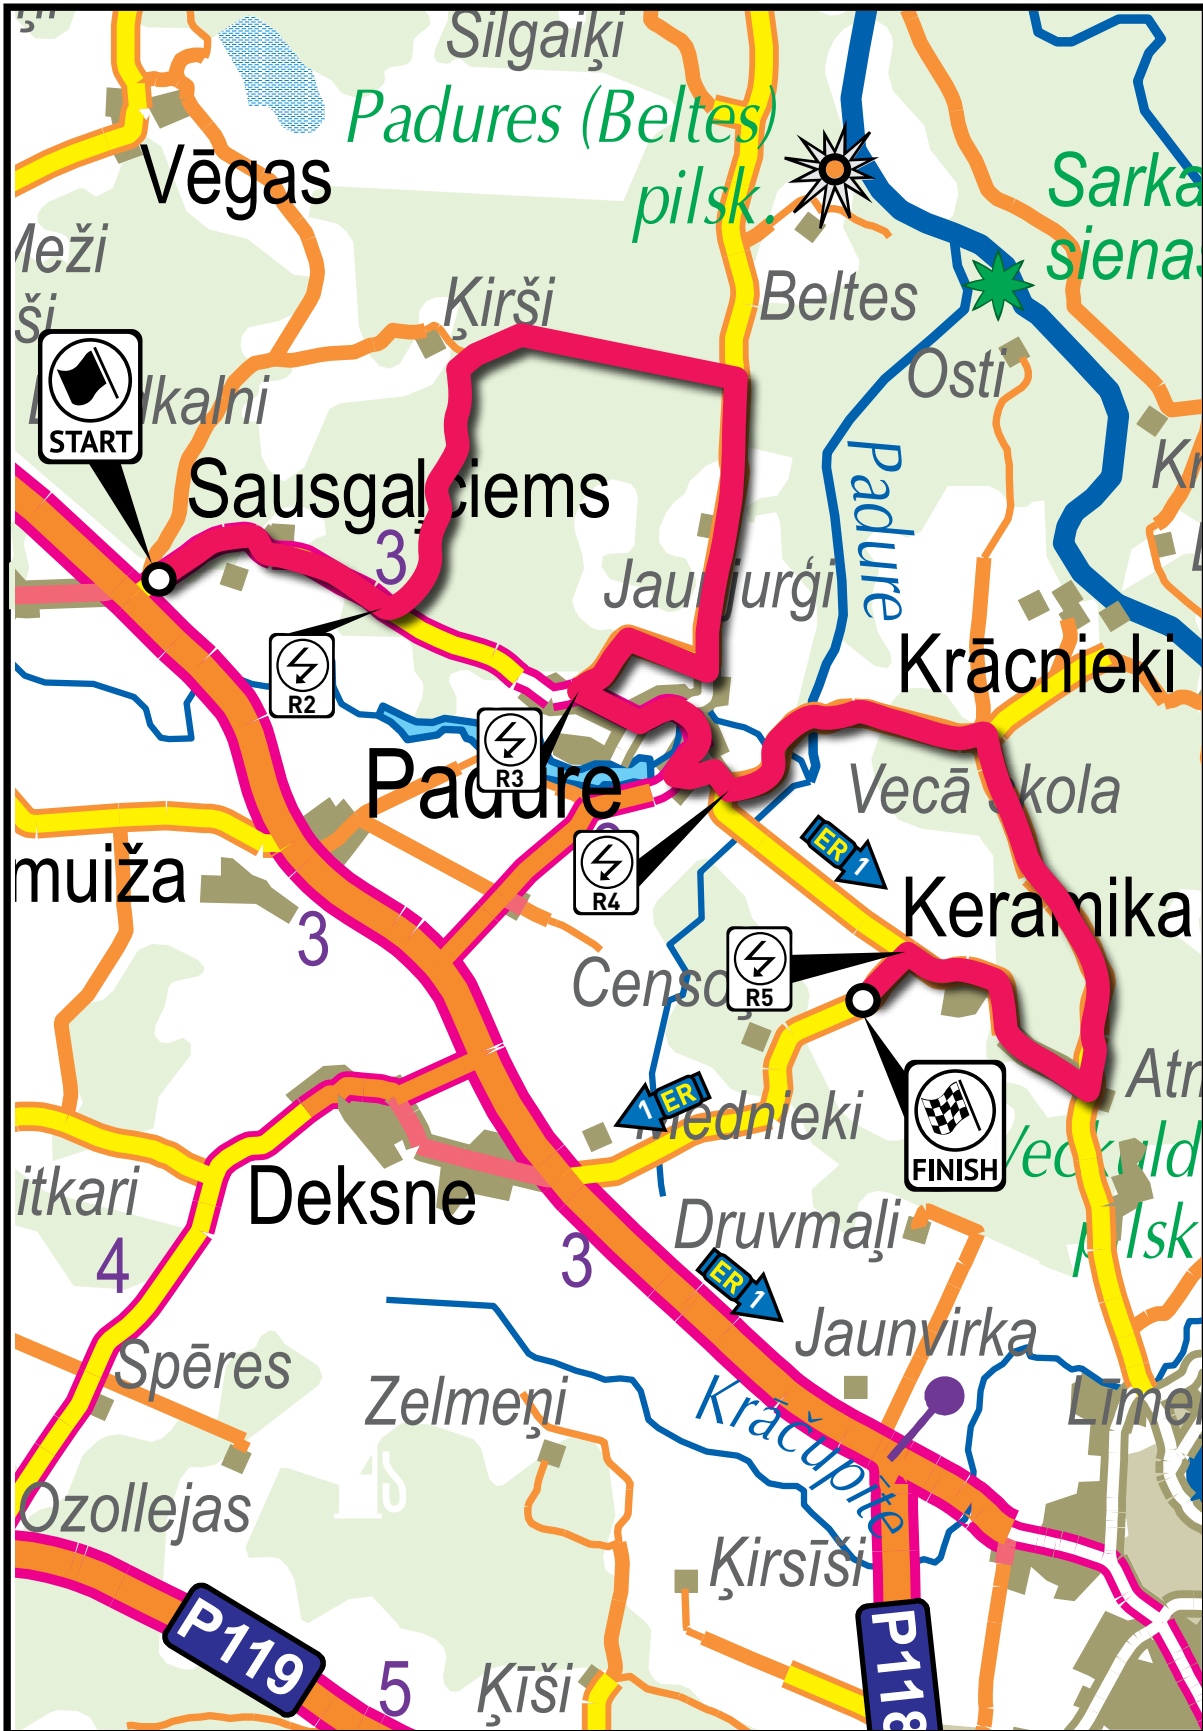 Silgaiķi
Padures (Beltes)
pilsk.
Vēgas
Sarka
sienas
Meži
Ķirši
Beltes
Osti
START
lkalni
Sausgaļciems
3
Padure
Jaunjurģi
Krācnieki
R2
R3
Padure
Vecā skola
muiža
ER 1
R4
Keramika
3
R5
1 ER
Mednieki
FINISH
itkari
Deksne
Druvmaļi
4
3
ER 1
Jaunvirka
Spēres
Zelmeņi
Krāčupīte
Ozollejas
Ķirsīši
P119
P118
5
Ķīši